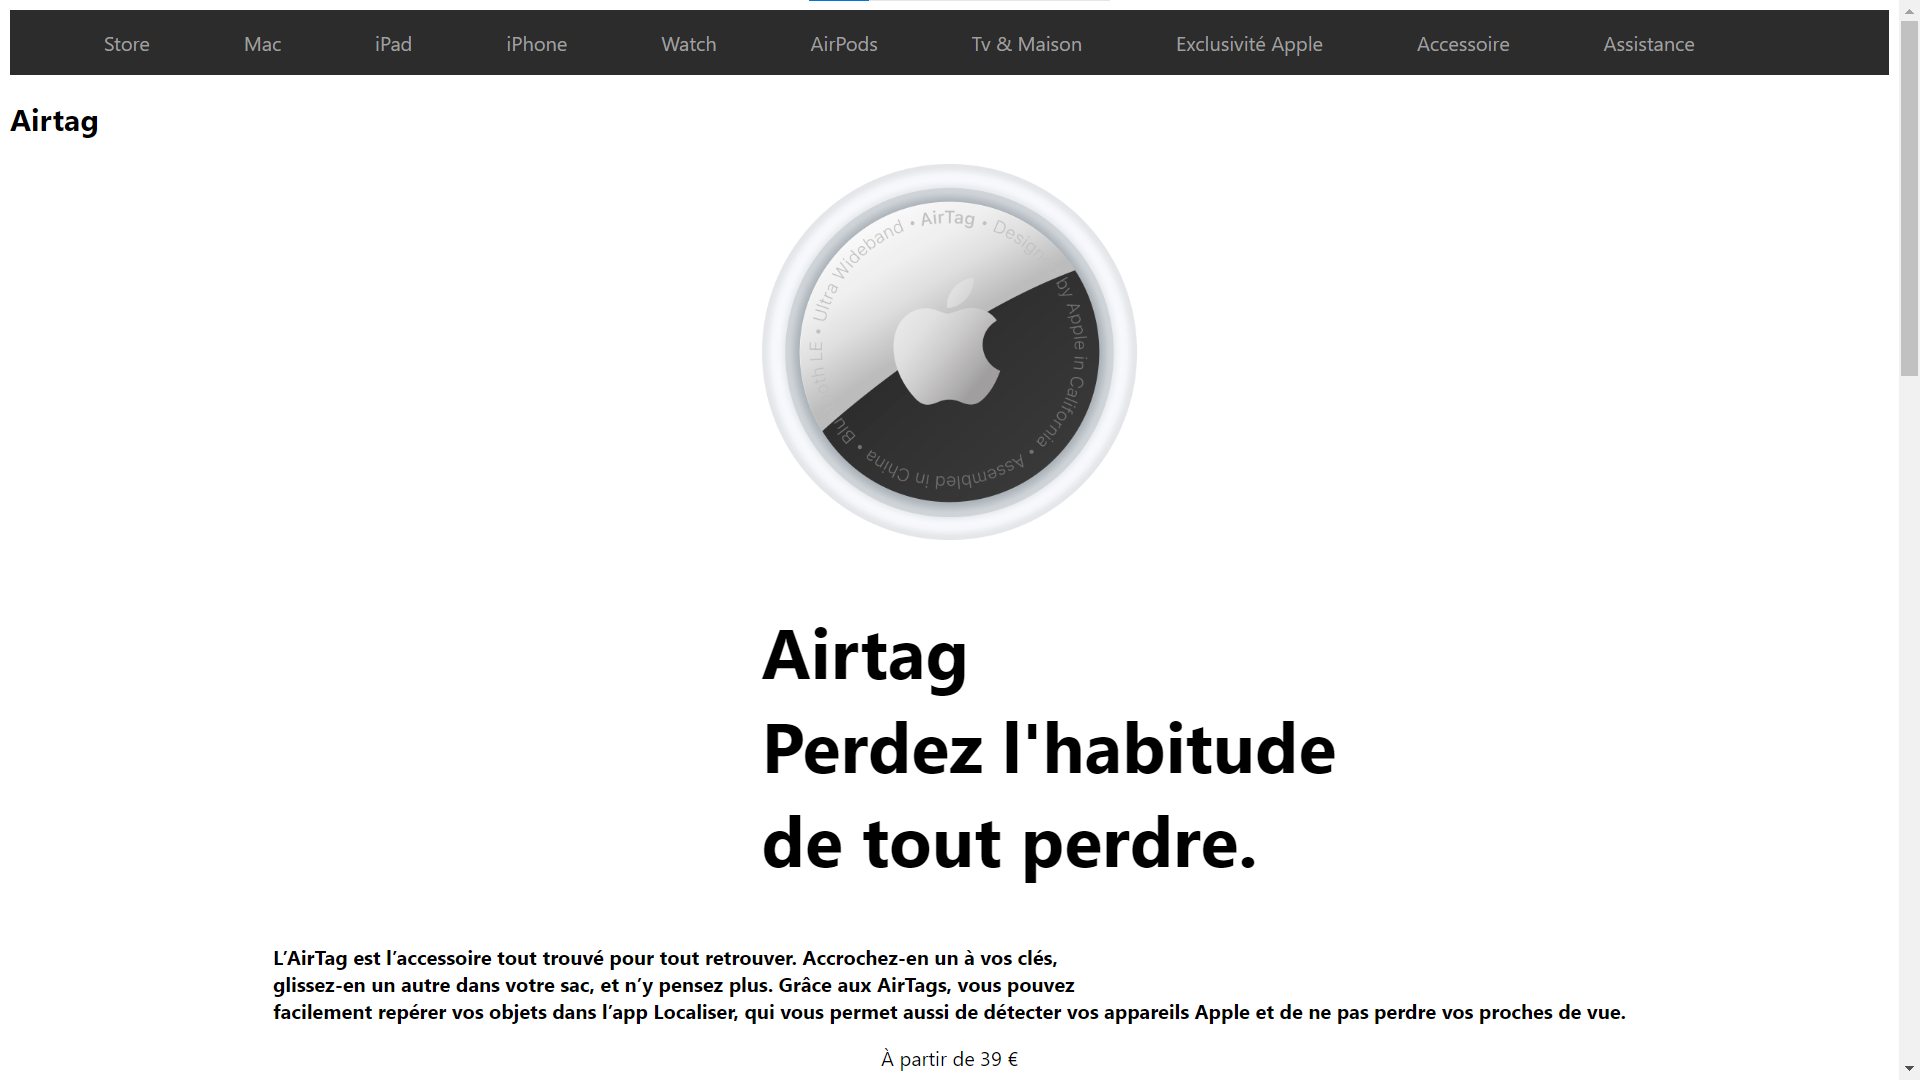 Store Mac iPad iPhone Watch AirPods Tv & Maison Exclusivité Apple Accessoire Assistance
Airtag
• AirTag • Designed by Apple in California • Assembled in China • Bluetooth LE • Ultra Wideband
Airtag
Perdez l'habitude
de tout perdre.
L’AirTag est l’accessoire tout trouvé pour tout retrouver. Accrochez-en un à vos clés,
glissez-en un autre dans votre sac, et n’y pensez plus. Grâce aux AirTags, vous pouvez
facilement repérer vos objets dans l’app Localiser, qui vous permet aussi de détecter vos appareils Apple et de ne pas perdre vos proches de vue.
À partir de 39 €